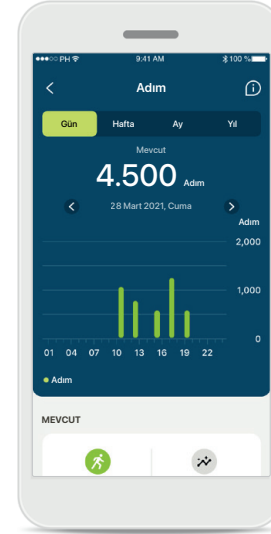 PH 9:41 AM 100 %
Adım
Gün Hafta Ay Yıl
Mevcut
4.500 Adım
28 Mart 2021, Cuma
Adım
2,000
1,000
0
01 04 07 10 13 16 19 22
Adım
MEVCUT